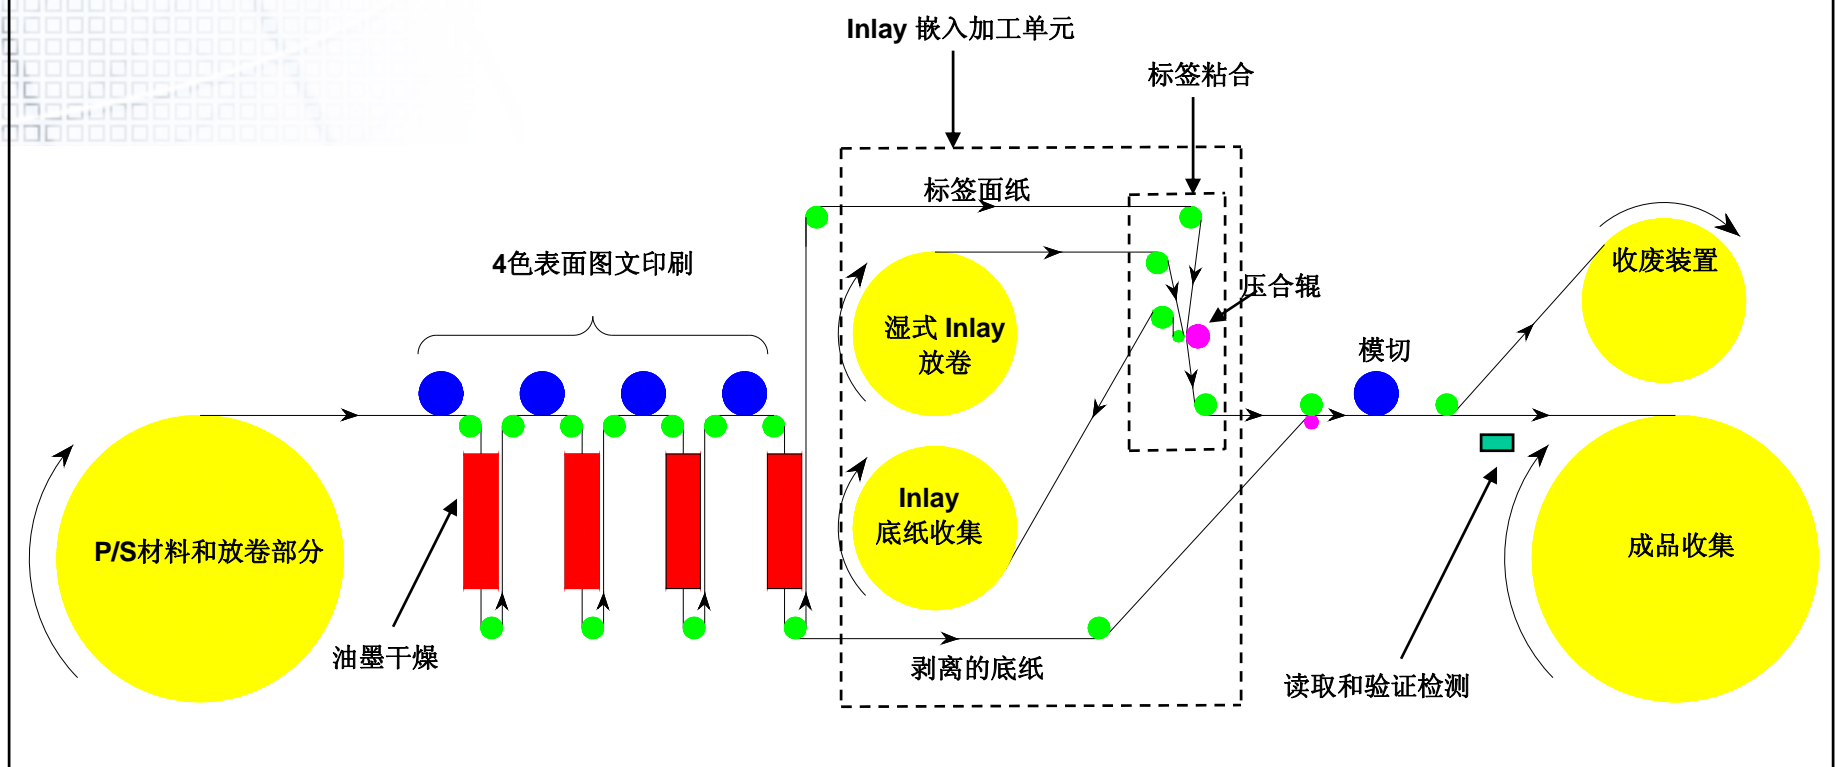 Inlay 嵌入加工单元
标签粘合
标签面纸
4色表面图文印刷
收废装置
压合辊
湿式 Inlay
放卷
模切
Inlay
底纸收集
P/S材料和放卷部分
成品收集
油墨干燥
剥离的底纸
读取和验证检测